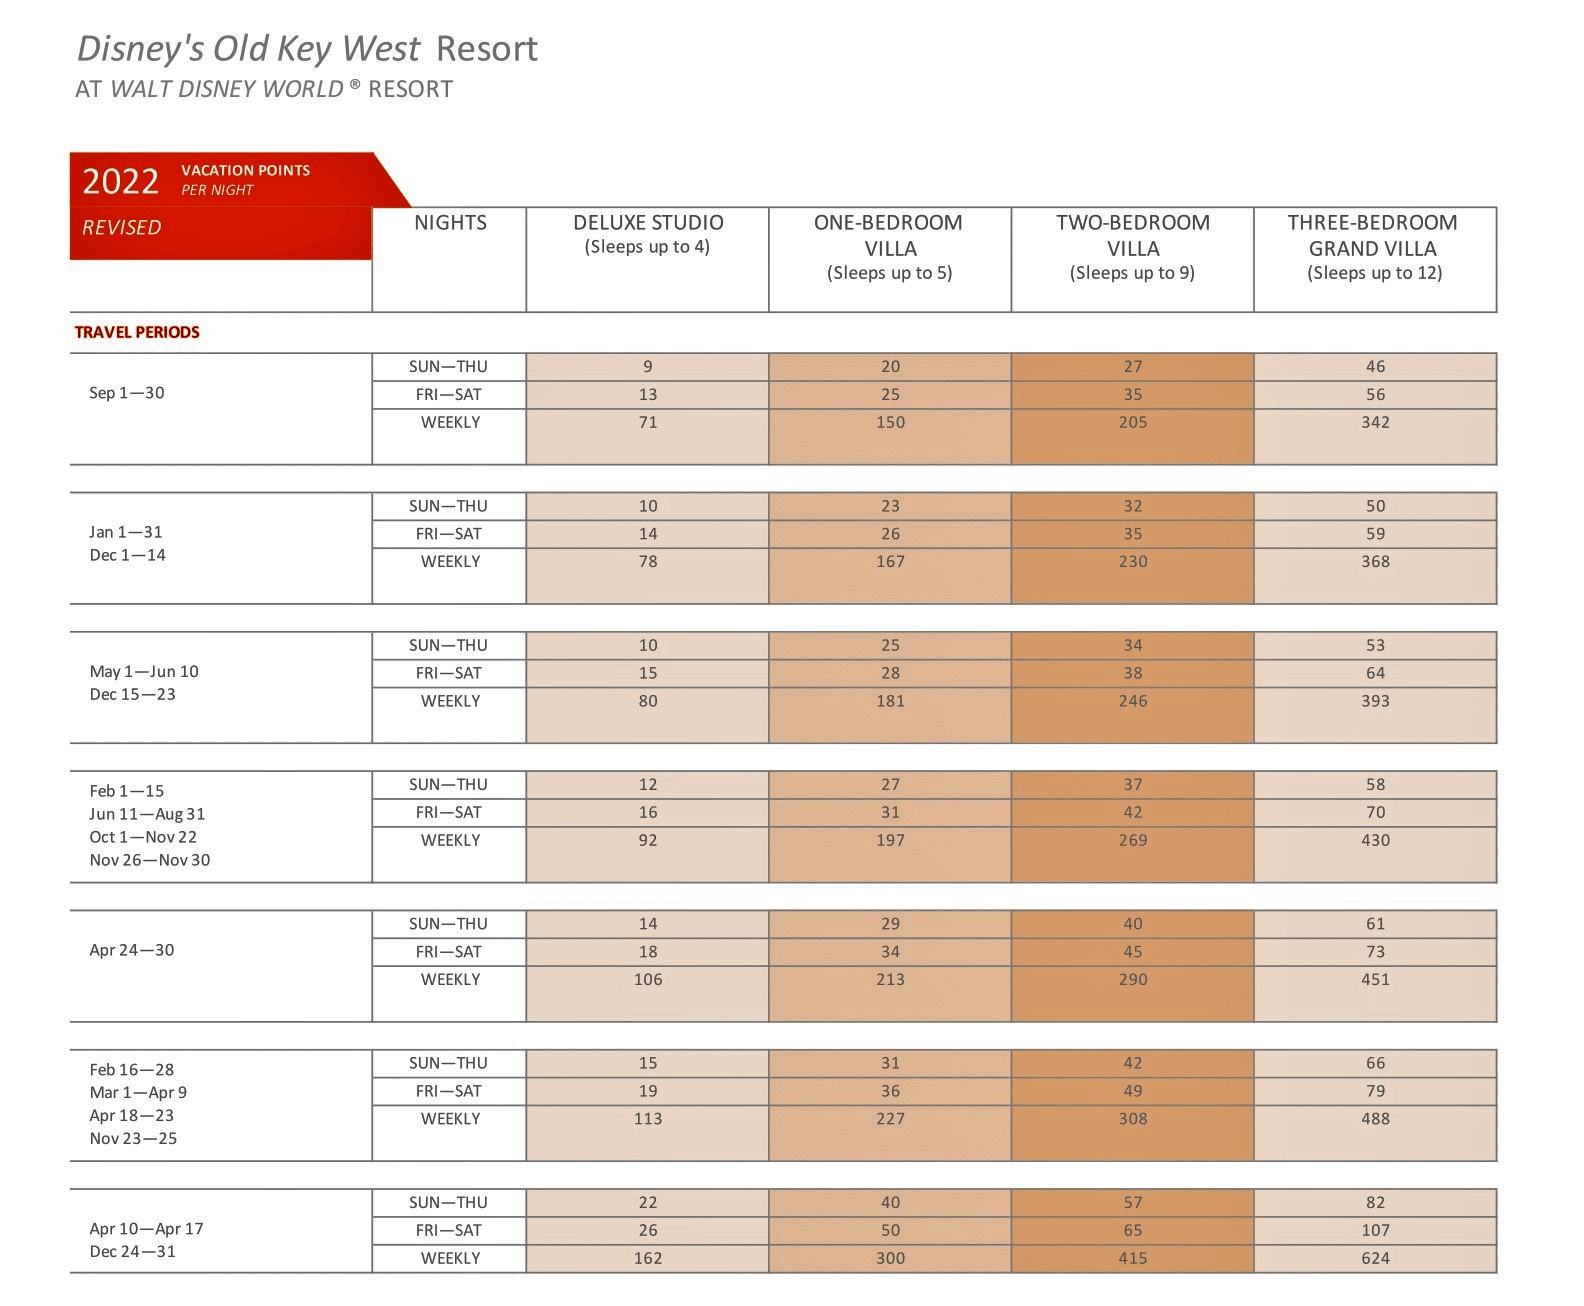 Disney's Old Key West Resort
AT WALT DISNEY WORLD ® RESORT
2022 VACATION POINTS
PER NIGHT
REVISED
NIGHTS DELUXE STUDIO ONE-BEDROOM TWO-BEDROOM THREE-BEDROOM
(Sleeps up to 4) VILLA VILLA GRAND VILLA
(Sleeps up to 5) (Sleeps up to 9) (Sleeps up to 12)
TRAVEL PERIODS
SUN—THU 9 20 27 46
Sep 1—30 FRI—SAT 13 25 35 56
WEEKLY 71 150 205 342
SUN—THU 10 23 32 50
Jan 1—31 FRI—SAT 14 26 35 59
Dec 1—14 WEEKLY 78 167 230 368
SUN—THU 10 25 34 53
May 1—Jun 10 FRI—SAT 15 28 38 64
Dec 15—23 WEEKLY 80 181 246 393
Feb 1—15 SUN—THU 12 27 37 58
Jun 11—Aug 31 FRI—SAT 16 31 42 70
Oct 1—Nov 22 WEEKLY 92 197 269 430
Nov 26—Nov 30
SUN—THU 14 29 40 61
Apr 24—30 FRI—SAT 18 34 45 73
WEEKLY 106 213 290 451
Feb 16—28 SUN—THU 15 31 42 66
Mar 1—Apr 9 FRI—SAT 19 36 49 79
Apr 18—23 WEEKLY 113 227 308 488
Nov 23—25
SUN—THU 22 40 57 82
Apr 10—Apr 17 FRI—SAT 26 50 65 107
Dec 24—31 WEEKLY 162 300 415 624